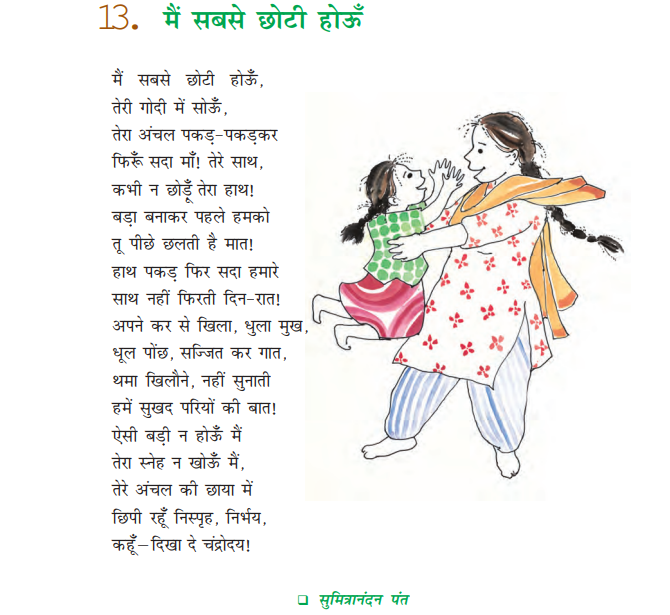 13. मैं सबसे छोटी होऊँ
मैं सबसे छोटी होऊँ,
तेरी गोदी में सोऊँ,
तेरा अंचल पकड़-पकड़कर
फिरूँ सदा माँ! तेरे साथ,
कभी न छोड़ूँ तेरा हाथ!
बड़ा बनाकर पहले हमको
तू पीछे छलती है मात!
हाथ पकड़ फिर सदा हमारे
साथ नहीं फिरती दिन-रात!
अपने कर से खिला, धुला मुख,
धूल पोंछ, सज्जित कर गात,
थमा खिलौने, नहीं सुनाती
हमें सुखद परियों की बात!
ऐसी बड़ी न होऊँ मैं
तेरा स्नेह न खोऊँ मैं,
तेरे अंचल की छाया में
छिपी रहूँ निस्पृह, निर्भय,
कहूँ–दिखा दे चंद्रोदय!
❑ सुमित्रानंदन पंत